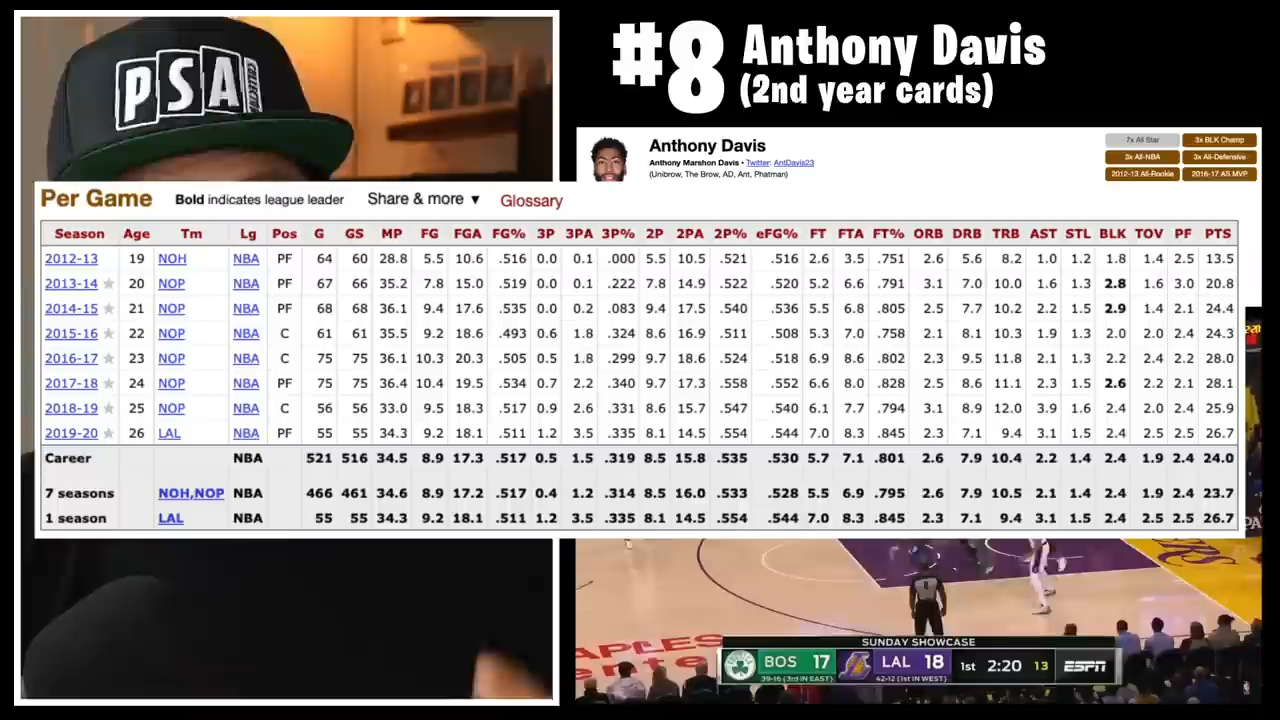 PSA
#8 Anthony Davis
(2nd year cards)
Anthony Davis
Anthony Marshon Davis • Twitter: AntDavis23
(Unibrow, The Brow, AD, Ant, Phatman)
7x All Star 3x BLK Champ
3x All-NBA 3x All-Defensive
2012-13 All-Rookie 2016-17 AS MVP
Per Game Bold indicates league leader Share & more ▼ Glossary
Season Age Tm Lg Pos G GS MP FG FGA FG% 3P 3PA 3P% 2P 2PA 2P% eFG% FT FTA FT% ORB DRB TRB AST STL BLK TOV PF PTS
2012-13 19 NOH NBA PF 64 60 28.8 5.5 10.6 .516 0.0 0.1 .000 5.5 10.5 .521 .516 2.6 3.5 .751 2.6 5.6 8.2 1.0 1.2 1.8 1.4 2.5 13.5
2013-14 ★ 20 NOP NBA PF 67 66 35.2 7.8 15.0 .519 0.0 0.1 .222 7.8 14.9 .522 .520 5.2 6.6 .791 3.1 7.0 10.0 1.6 1.3 2.8 1.6 3.0 20.8
2014-15 ★ 21 NOP NBA PF 68 68 36.1 9.4 17.6 .535 0.0 0.2 .083 9.4 17.5 .540 .536 5.5 6.8 .805 2.5 7.7 10.2 2.2 1.5 2.9 1.4 2.1 24.4
2015-16 ★ 22 NOP NBA C 61 61 35.5 9.2 18.6 .493 0.6 1.8 .324 8.6 16.9 .511 .508 5.3 7.0 .758 2.1 8.1 10.3 1.9 1.3 2.0 2.0 2.4 24.3
2016-17 ★ 23 NOP NBA C 75 75 36.1 10.3 20.3 .505 0.5 1.8 .299 9.7 18.6 .524 .518 6.9 8.6 .802 2.3 9.5 11.8 2.1 1.3 2.2 2.4 2.2 28.0
2017-18 ★ 24 NOP NBA PF 75 75 36.4 10.4 19.5 .534 0.7 2.2 .340 9.7 17.3 .558 .552 6.6 8.0 .828 2.5 8.6 11.1 2.3 1.5 2.6 2.2 2.1 28.1
2018-19 ★ 25 NOP NBA C 56 56 33.0 9.5 18.3 .517 0.9 2.6 .331 8.6 15.7 .547 .540 6.1 7.7 .794 3.1 8.9 12.0 3.9 1.6 2.4 2.0 2.4 25.9
2019-20 ★ 26 LAL NBA PF 55 55 34.3 9.2 18.1 .511 1.2 3.5 .335 8.1 14.5 .554 .544 7.0 8.3 .845 2.3 7.1 9.4 3.1 1.5 2.4 2.5 2.5 26.7
Career NBA 521 516 34.5 8.9 17.3 .517 0.5 1.5 .319 8.5 15.8 .535 .530 5.7 7.1 .801 2.6 7.9 10.4 2.2 1.4 2.4 1.9 2.4 24.0
7 seasons NOH,NOP NBA 466 461 34.6 8.9 17.2 .517 0.4 1.2 .314 8.5 16.0 .533 .528 5.5 6.9 .795 2.6 7.9 10.5 2.1 1.4 2.4 1.9 2.4 23.7
1 season LAL NBA 55 55 34.3 9.2 18.1 .511 1.2 3.5 .335 8.1 14.5 .554 .544 7.0 8.3 .845 2.3 7.1 9.4 3.1 1.5 2.4 2.5 2.5 26.7
SUNDAY SHOWCASE
BOS 17 LAL 18 1st 2:20 13 ESPN
39-16 (3rd IN EAST) 42-12 (1st IN WEST)